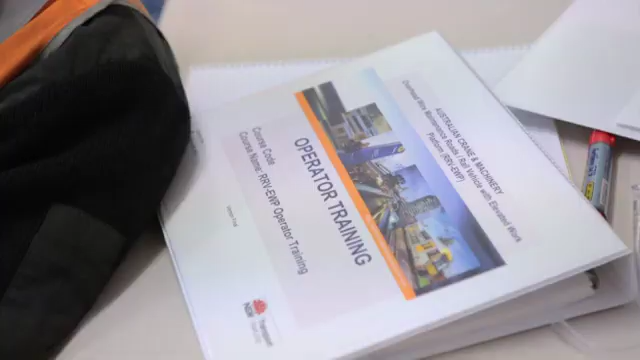 AUSTRALIAN CRANE & MACHINERY
Overhead Wire Maintenance Road / Rail Vehicle with Elevated Work
Platform (RRV-EWP)
OPERATOR TRAINING
Course Code
Course Name: RRV-EWP Operator Training
Transport
NSW